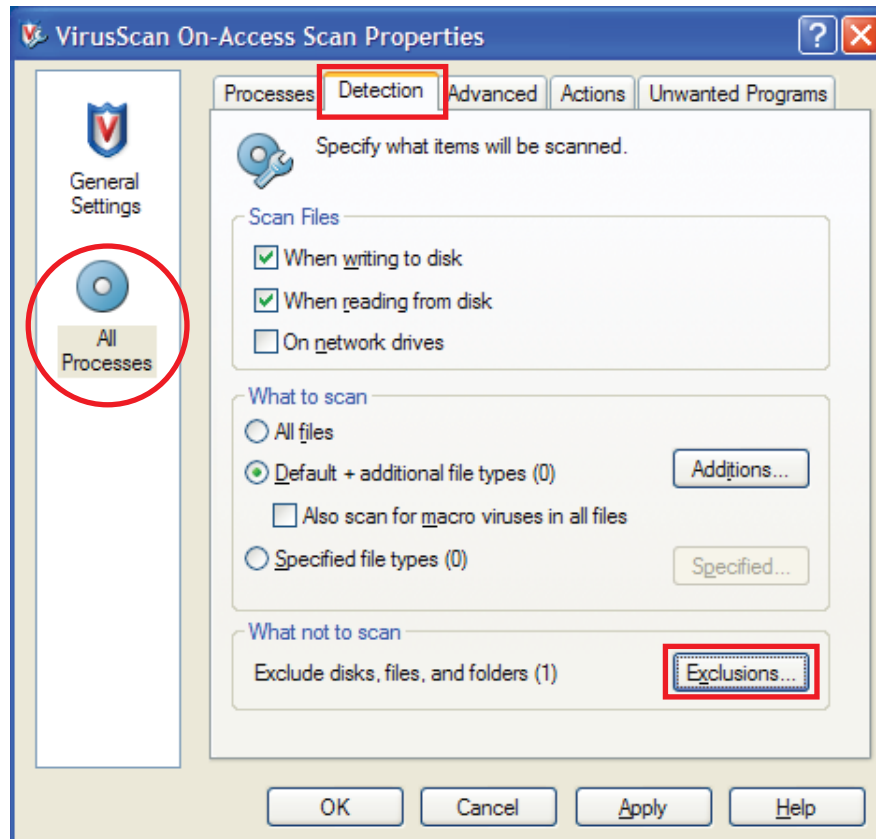 VirusScan On-Access Scan Properties
General
Settings
All
Processes
Processes Detection Advanced Actions Unwanted Programs
Specify what items will be scanned.
Scan Files
When writing to disk
When reading from disk
On network drives
What to scan
All files
Default + additional file types (0) Additions...
Also scan for macro viruses in all files
Specified file types (0) Specified...
What not to scan
Exclude disks, files, and folders (1) Exclusions...
OK Cancel Apply Help